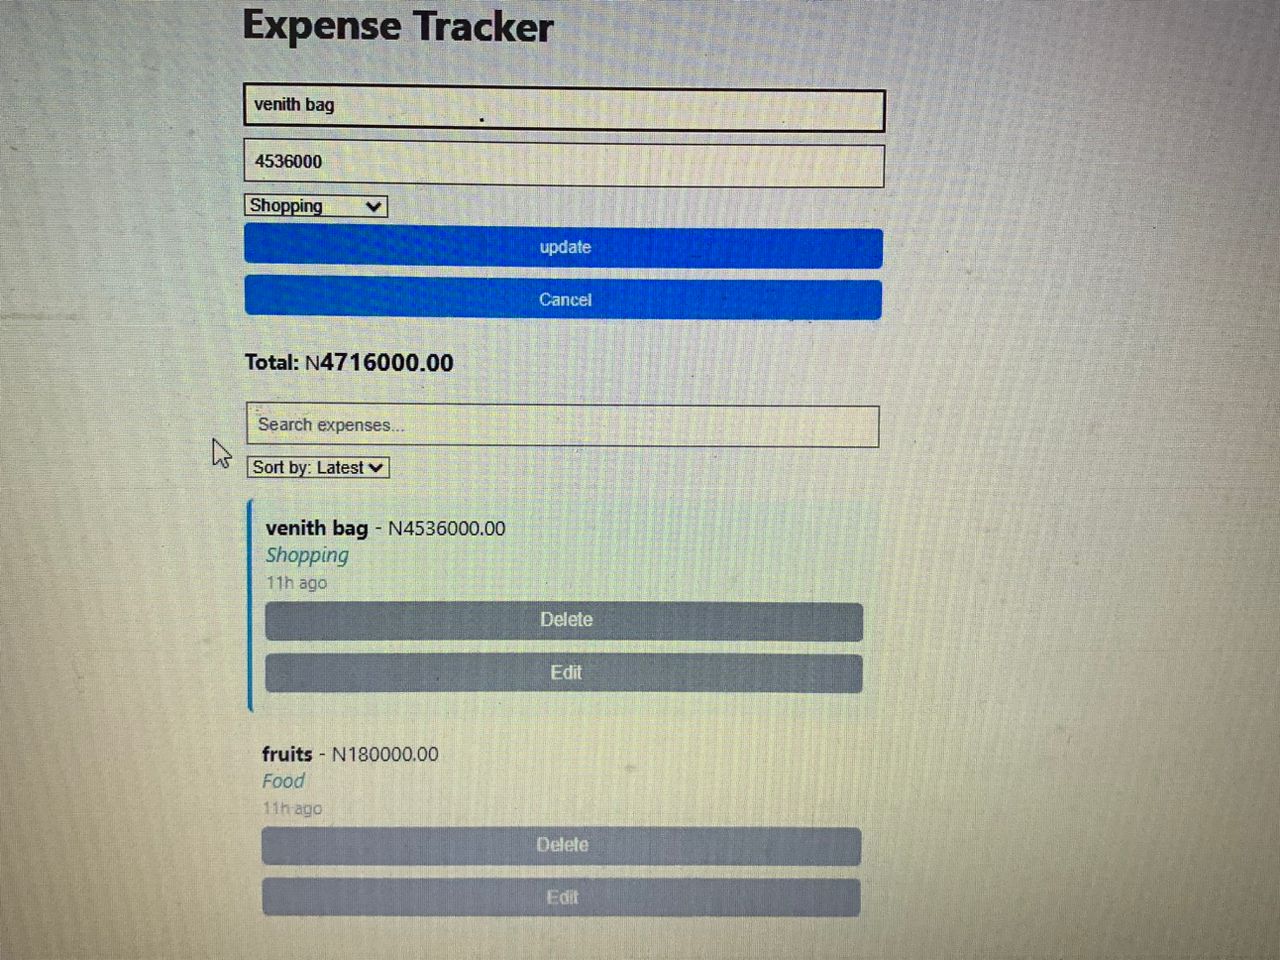 Expense Tracker
venith bag
4536000
Shopping
update
Cancel
Total: N4716000.00
Search expenses...
Sort by: Latest
venith bag - N4536000.00
Shopping
11h ago
Delete
Edit
fruits - N180000.00
Food
11h ago
Delete
Edit